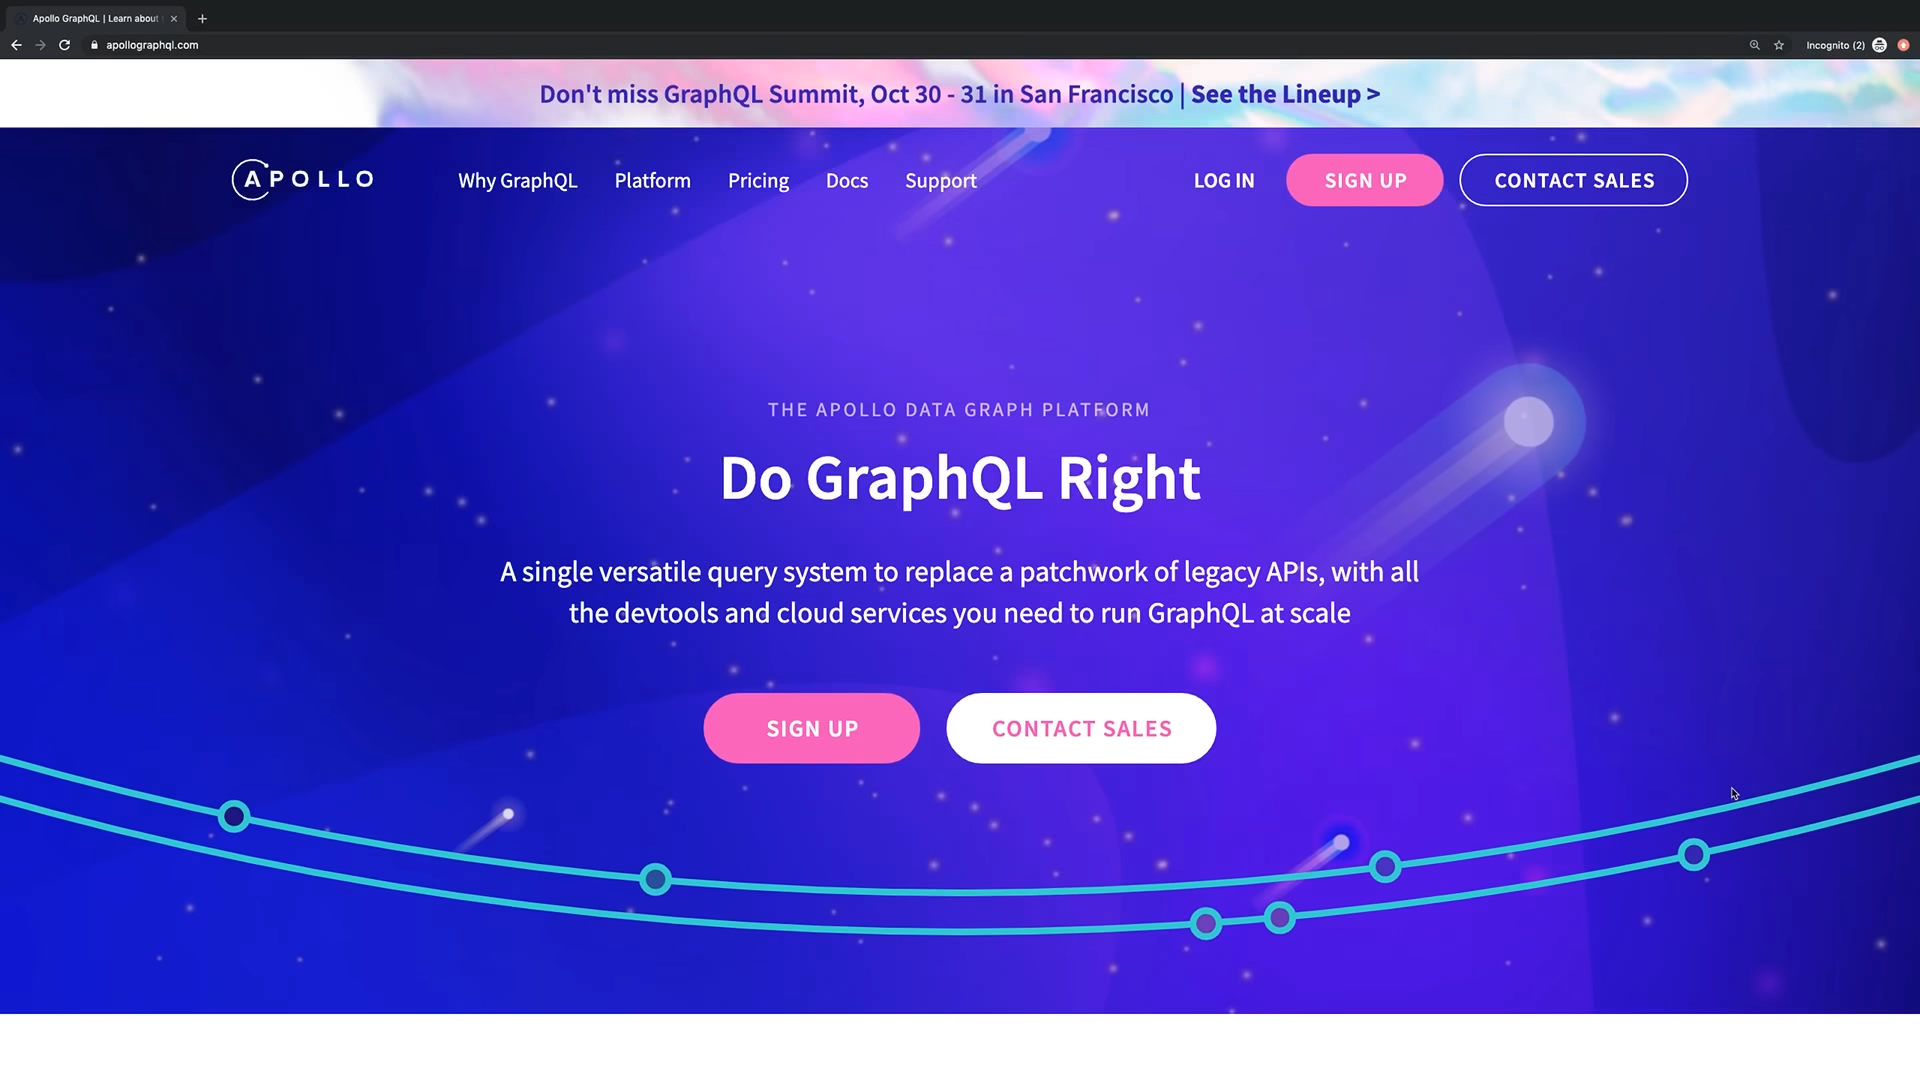 Apollo GraphQL | Learn about
apollographql.com
Incognito (2)
Don't miss GraphQL Summit, Oct 30 - 31 in San Francisco | See the Lineup >
APOLLO
Why GraphQL
Platform
Pricing
Docs
Support
LOG IN
SIGN UP
CONTACT SALES
THE APOLLO DATA GRAPH PLATFORM
Do GraphQL Right
A single versatile query system to replace a patchwork of legacy APIs, with all
the devtools and cloud services you need to run GraphQL at scale
SIGN UP
CONTACT SALES